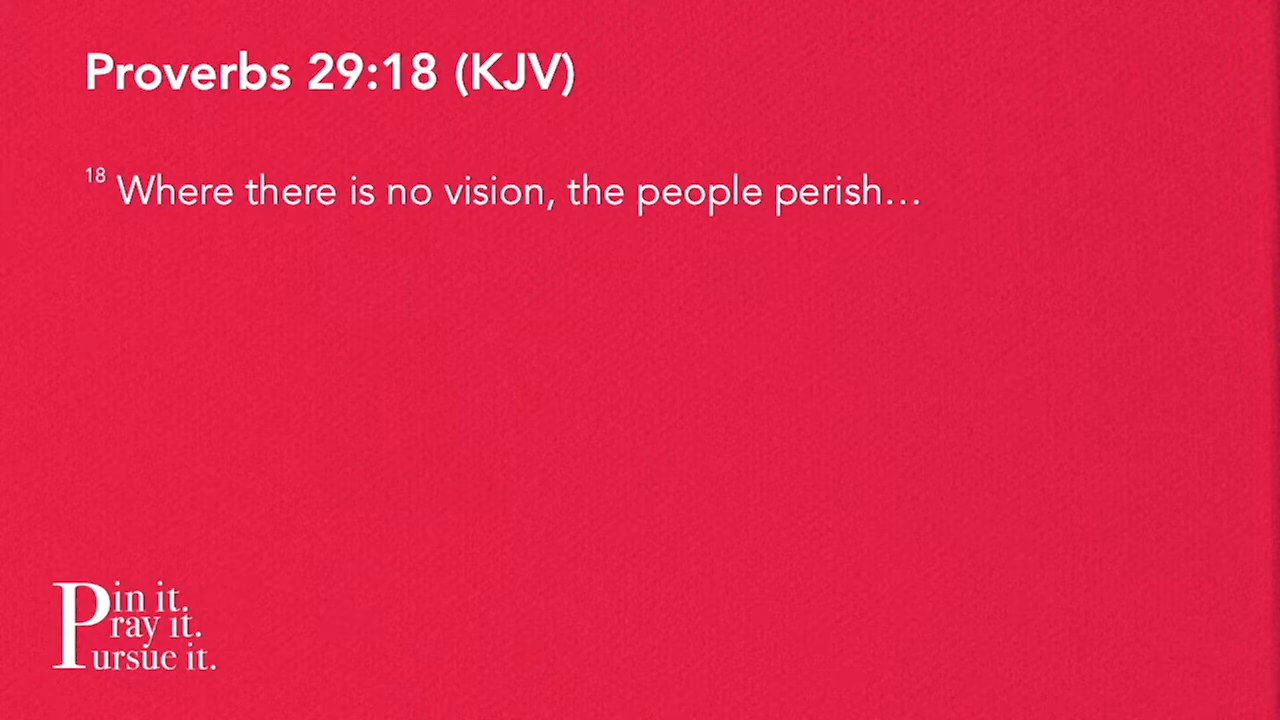 Proverbs 29:18 (KJV)
18 Where there is no vision, the people perish…
Pin it.
Pray it.
Pursue it.